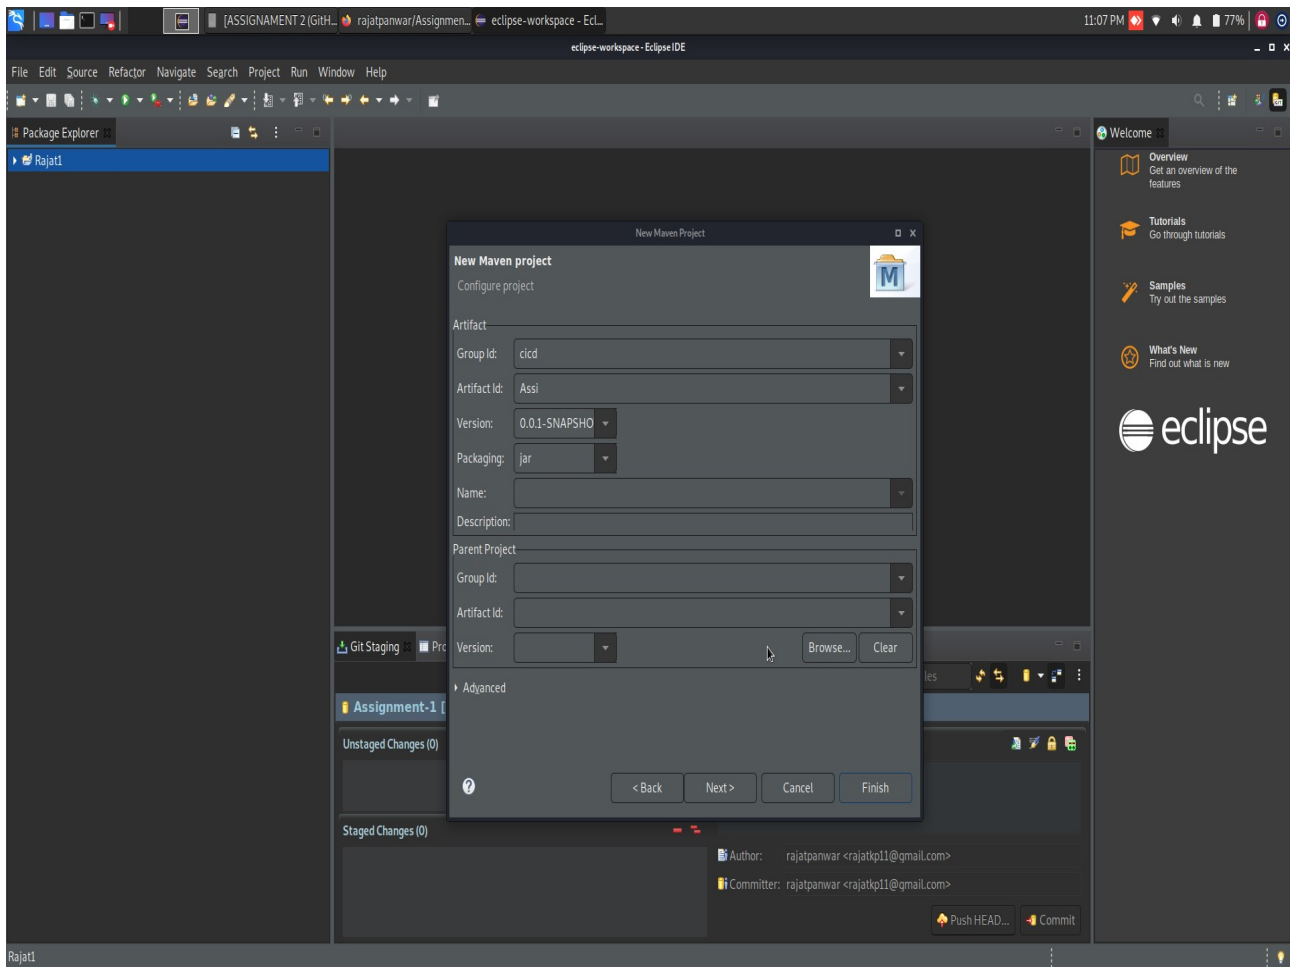 [ASSIGNAMENT 2 (GitH... rajatpanwar/Assignmen... eclipse-workspace - Ecl... 11:07 PM 77%
eclipse-workspace - Eclipse IDE
File Edit Source Refactor Navigate Search Project Run Window Help
Package Explorer
Rajat1
Welcome
Overview
Get an overview of the
features
Tutorials
Go through tutorials
Samples
Try out the samples
What's New
Find out what is new
eclipse
New Maven Project
New Maven project
Configure project
M
Artifact
Group Id: cicd
Artifact Id: Assi
Version: 0.0.1-SNAPSHO
Packaging: jar
Name:
Description:
Parent Project
Group Id:
Artifact Id:
Version: Browse... Clear
Advanced
< Back Next > Cancel Finish
Git Staging Pro
les
Assignment-1 [
Unstaged Changes (0)
Staged Changes (0)
Author: rajatpanwar <rajatkp11@gmail.com>
Committer: rajatpanwar <rajatkp11@gmail.com>
Push HEAD... Commit
Rajat1